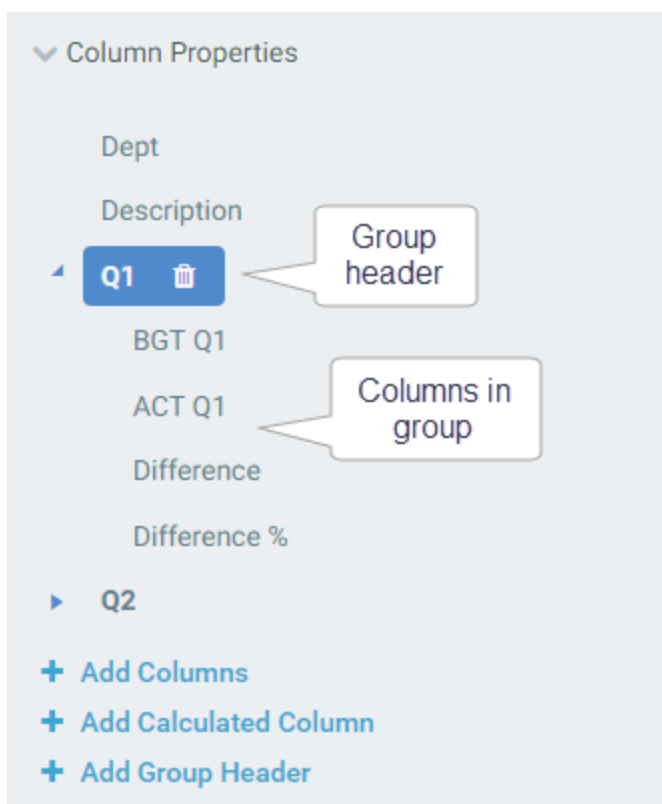 Column Properties
Dept
Description
Group
header
Q1
BGT Q1
Columns in
group
ACT Q1
Difference
Difference %
Q2
Add Columns
Add Calculated Column
Add Group Header